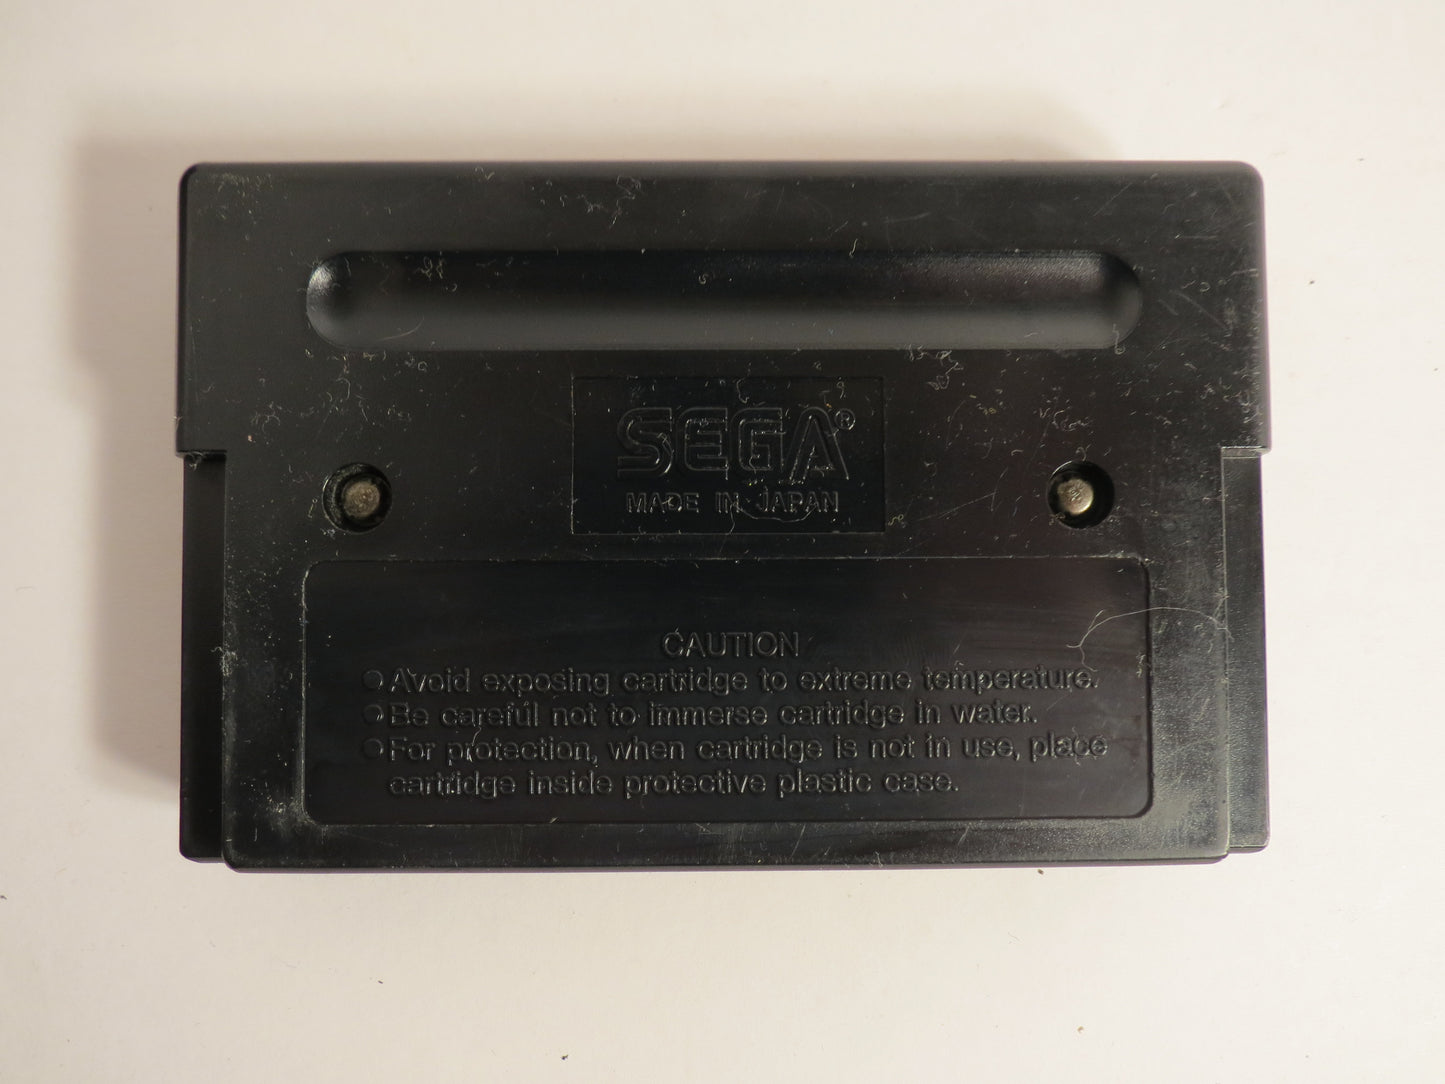 SEGA®
MADE IN JAPAN
CAUTION
● Avoid exposing cartridge to extreme temperature.
● Be careful not to immerse cartridge in water.
● For protection, when cartridge is not in use, place
cartridge inside protective plastic case.